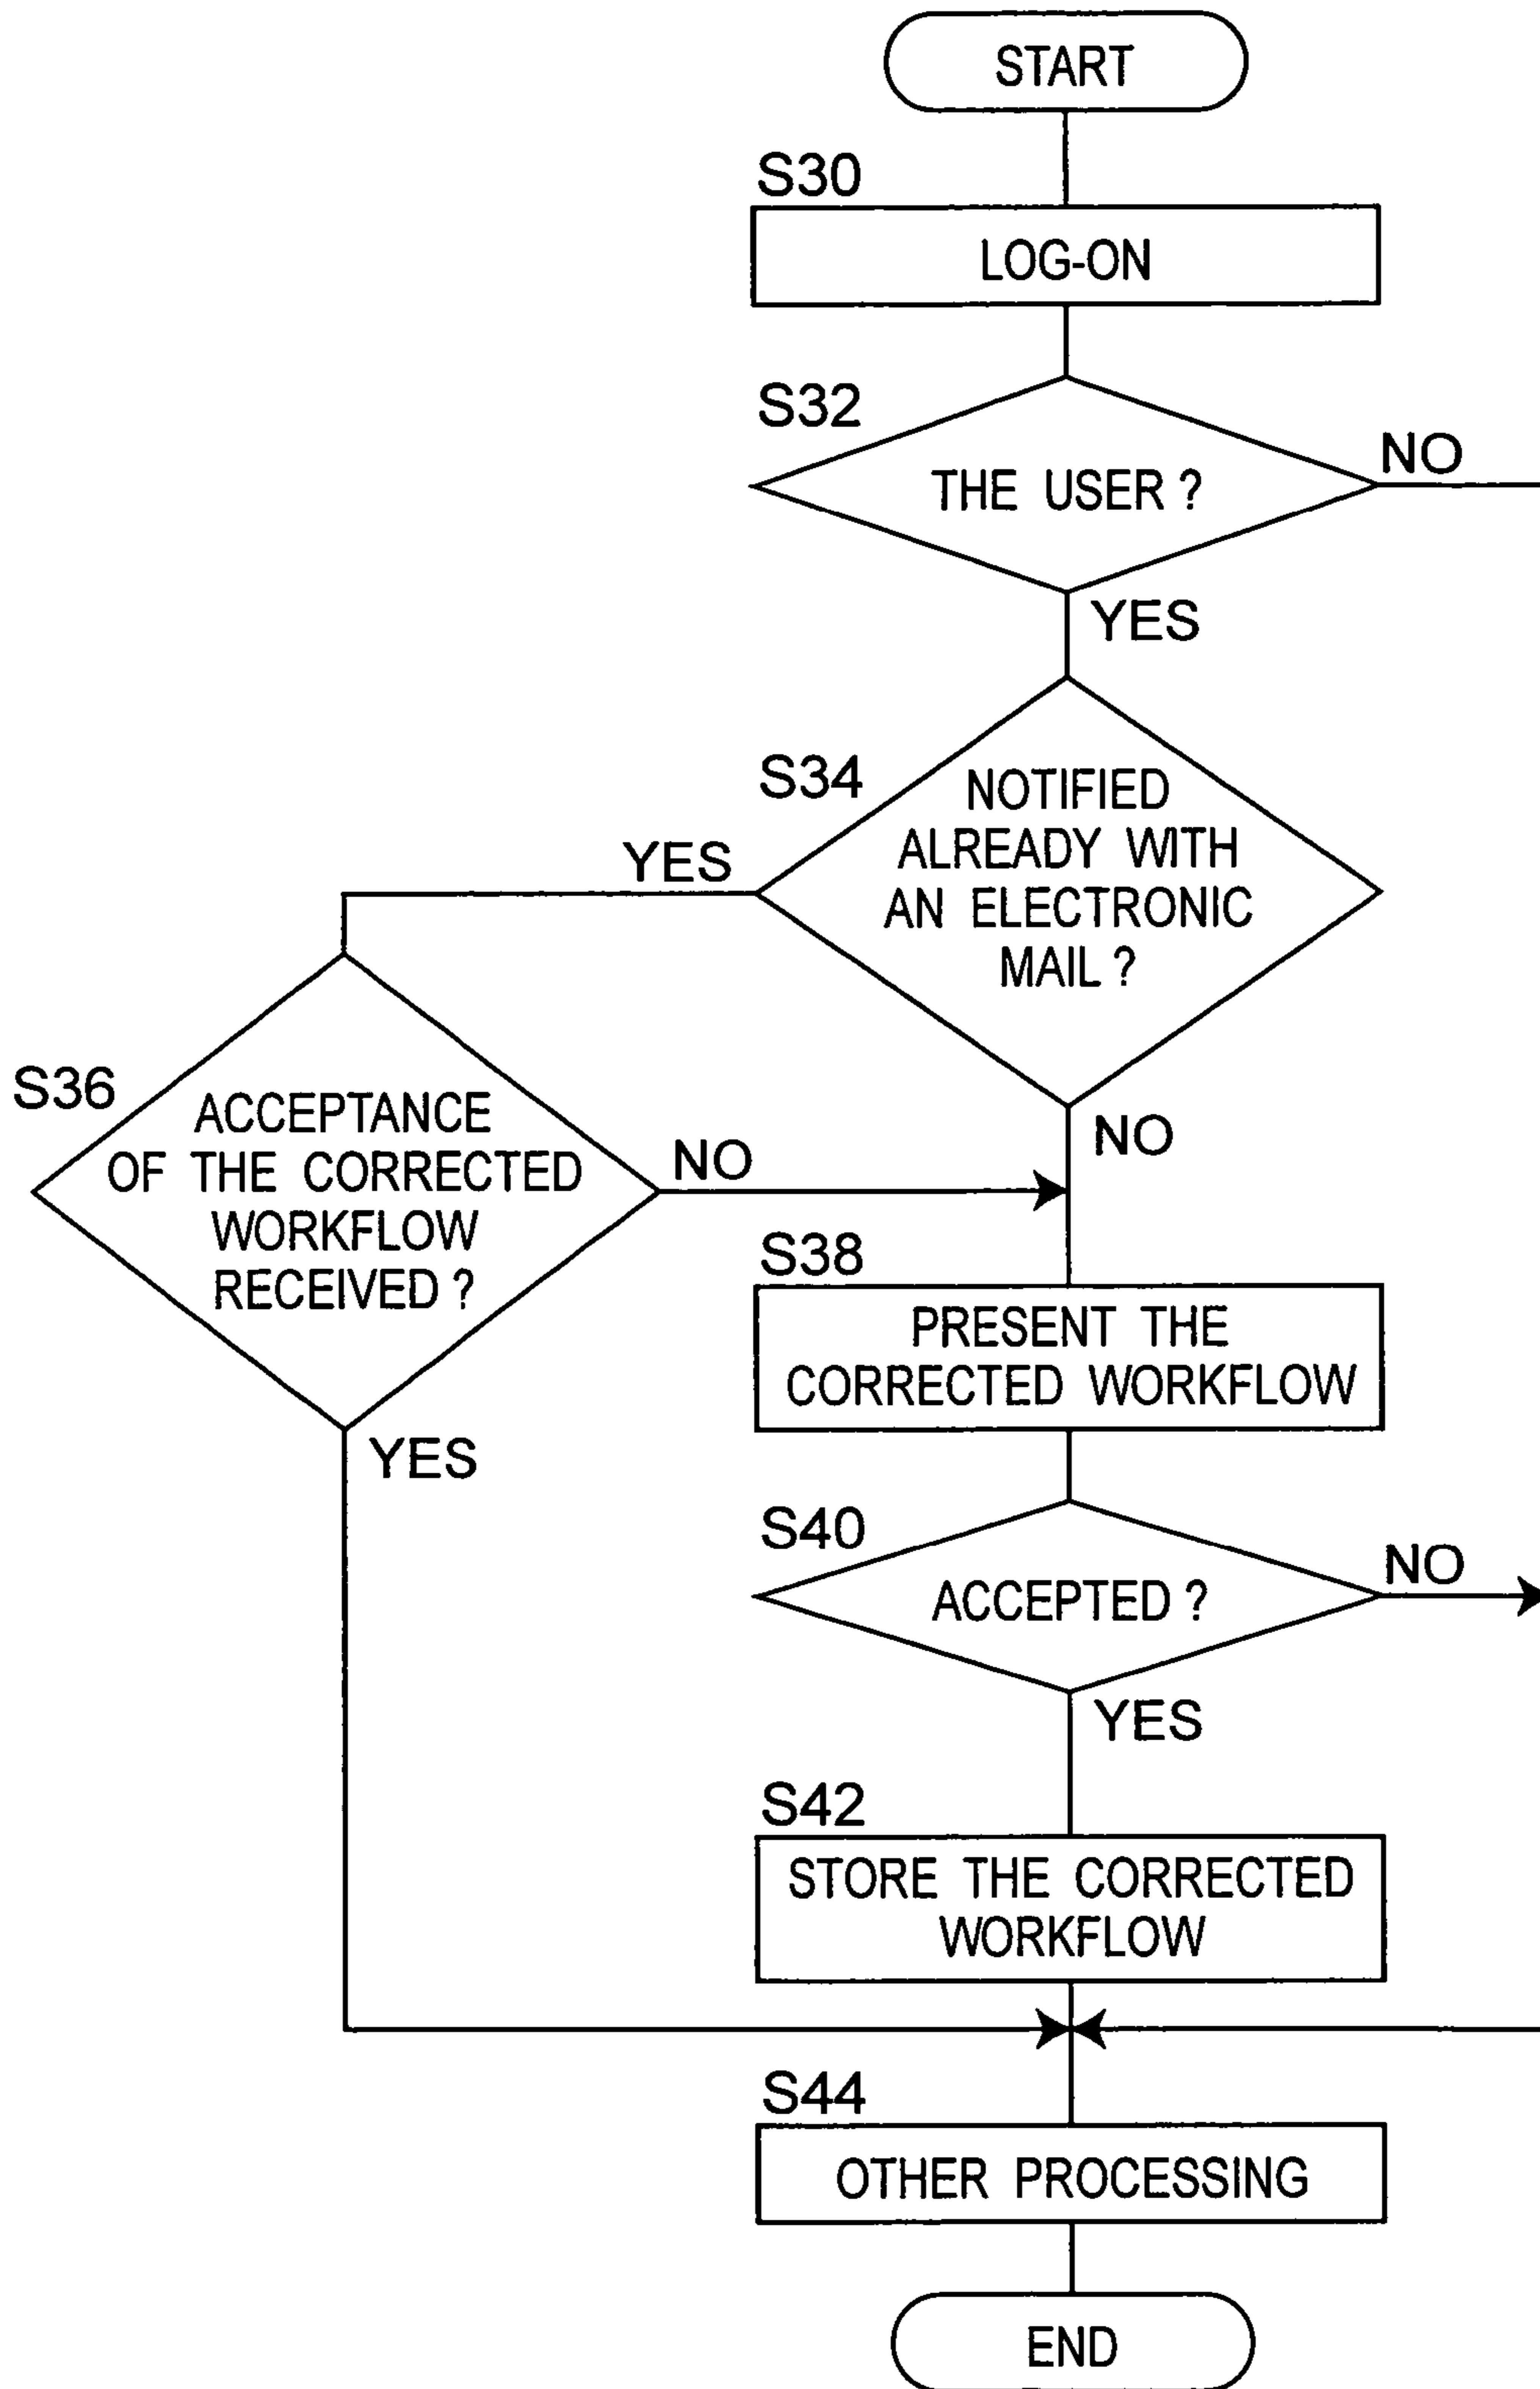 START
S30
LOG-ON
S32
THE USER ?
NO
YES
S34
NOTIFIED
ALREADY WITH
AN ELECTRONIC
MAIL ?
YES
NO
S36
ACCEPTANCE
OF THE CORRECTED
WORKFLOW
RECEIVED ?
NO
YES
S38
PRESENT THE
CORRECTED WORKFLOW
S40
ACCEPTED ?
NO
YES
S42
STORE THE CORRECTED
WORKFLOW
S44
OTHER PROCESSING
END